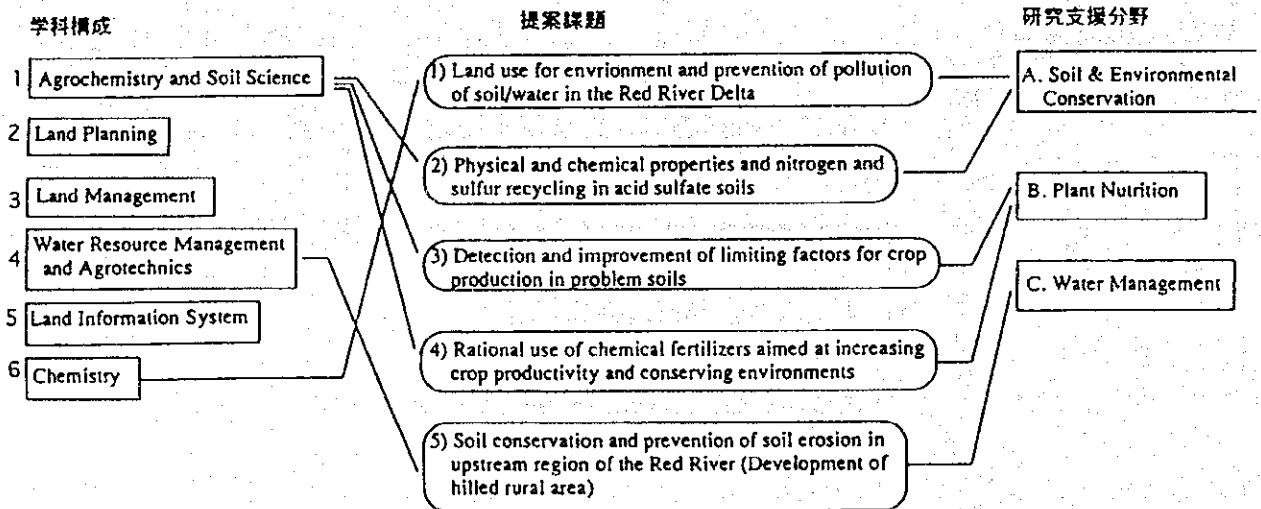 学科構成
1 Agrochemistry and Soil Science
2 Land Planning
3 Land Management
4 Water Resource Management
and Agrotechnics
5 Land Information System
6 Chemistry
提案課題
1) Land use for envrionment and prevention of pollution
of soil/water in the Red River Delta
2) Physical and chemical properties and nitrogen and
sulfur recycling in acid sulfate soils
3) Detection and improvement of limiting factors for crop
production in problem soils
4) Rational use of chemical fertilizers aimed at increasing
crop productivity and conserving environments
5) Soil conservation and prevention of soil erosion in
upstream region of the Red River (Development of
hilled rural area)
研究支援分野
A. Soil & Environmental
Conservation
B. Plant Nutrition
C. Water Management